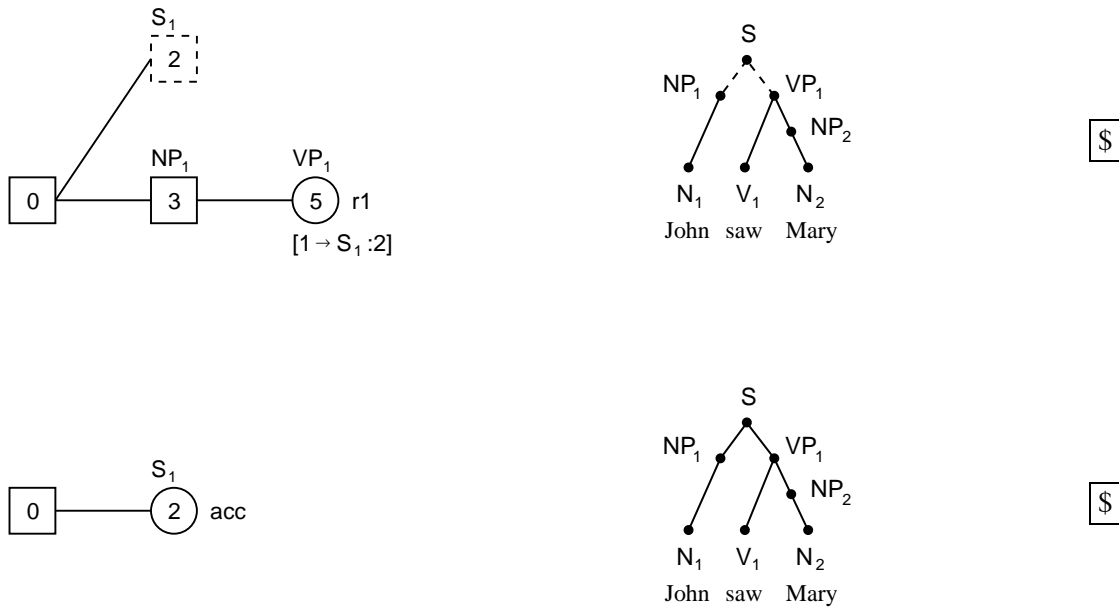 S₁
2
S
NP₁ VP₁
NP₂
$
NP₁ VP₁
0 3 5 r1
[1 → S₁ :2]
N₁ V₁ N₂
John saw Mary
S
NP₁ VP₁
NP₂
$
S₁
0 2 acc
N₁ V₁ N₂
John saw Mary